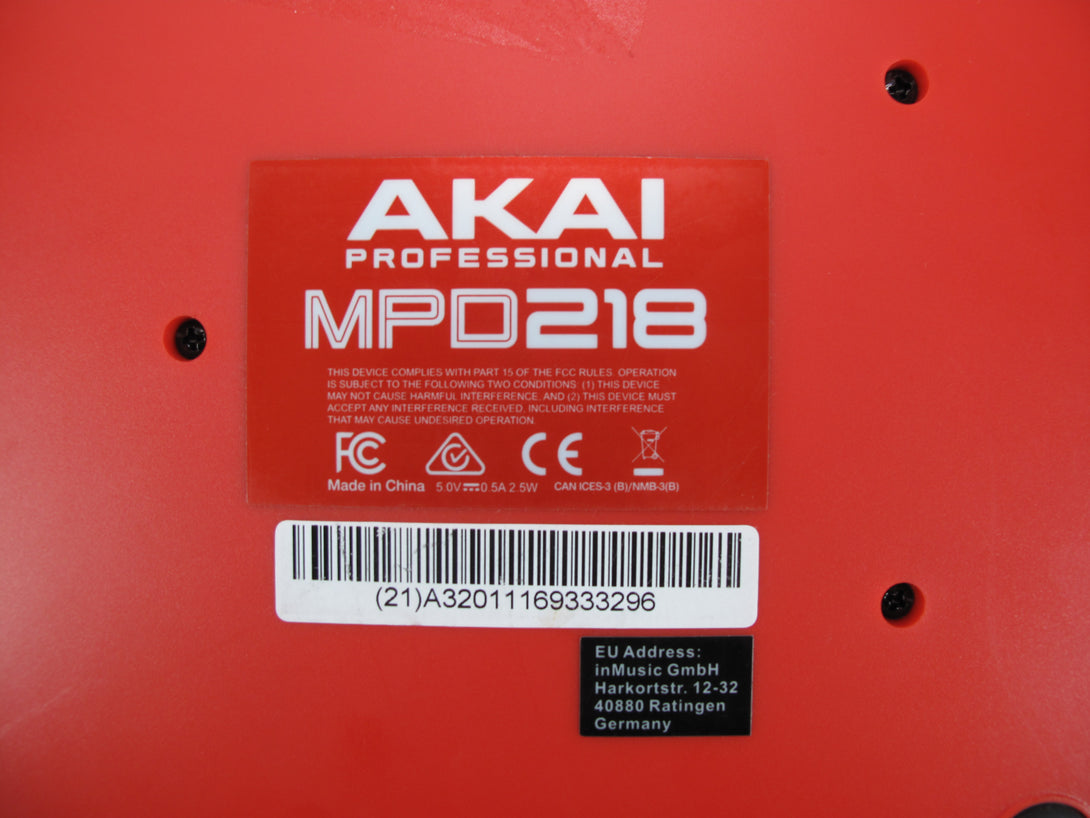 AKAI
PROFESSIONAL
MPD218
THIS DEVICE COMPLIES WITH PART 15 OF THE FCC RULES. OPERATION
IS SUBJECT TO THE FOLLOWING TWO CONDITIONS: (1) THIS DEVICE
MAY NOT CAUSE HARMFUL INTERFERENCE, AND (2) THIS DEVICE MUST
ACCEPT ANY INTERFERENCE RECEIVED, INCLUDING INTERFERENCE
THAT MAY CAUSE UNDESIRED OPERATION.
FC CE
Made in China 5.0V⎓0.5A 2.5W CAN ICES-3 (B)/NMB-3(B)
(21)A32011169333296
EU Address:
inMusic GmbH
Harkortstr. 12-32
40880 Ratingen
Germany